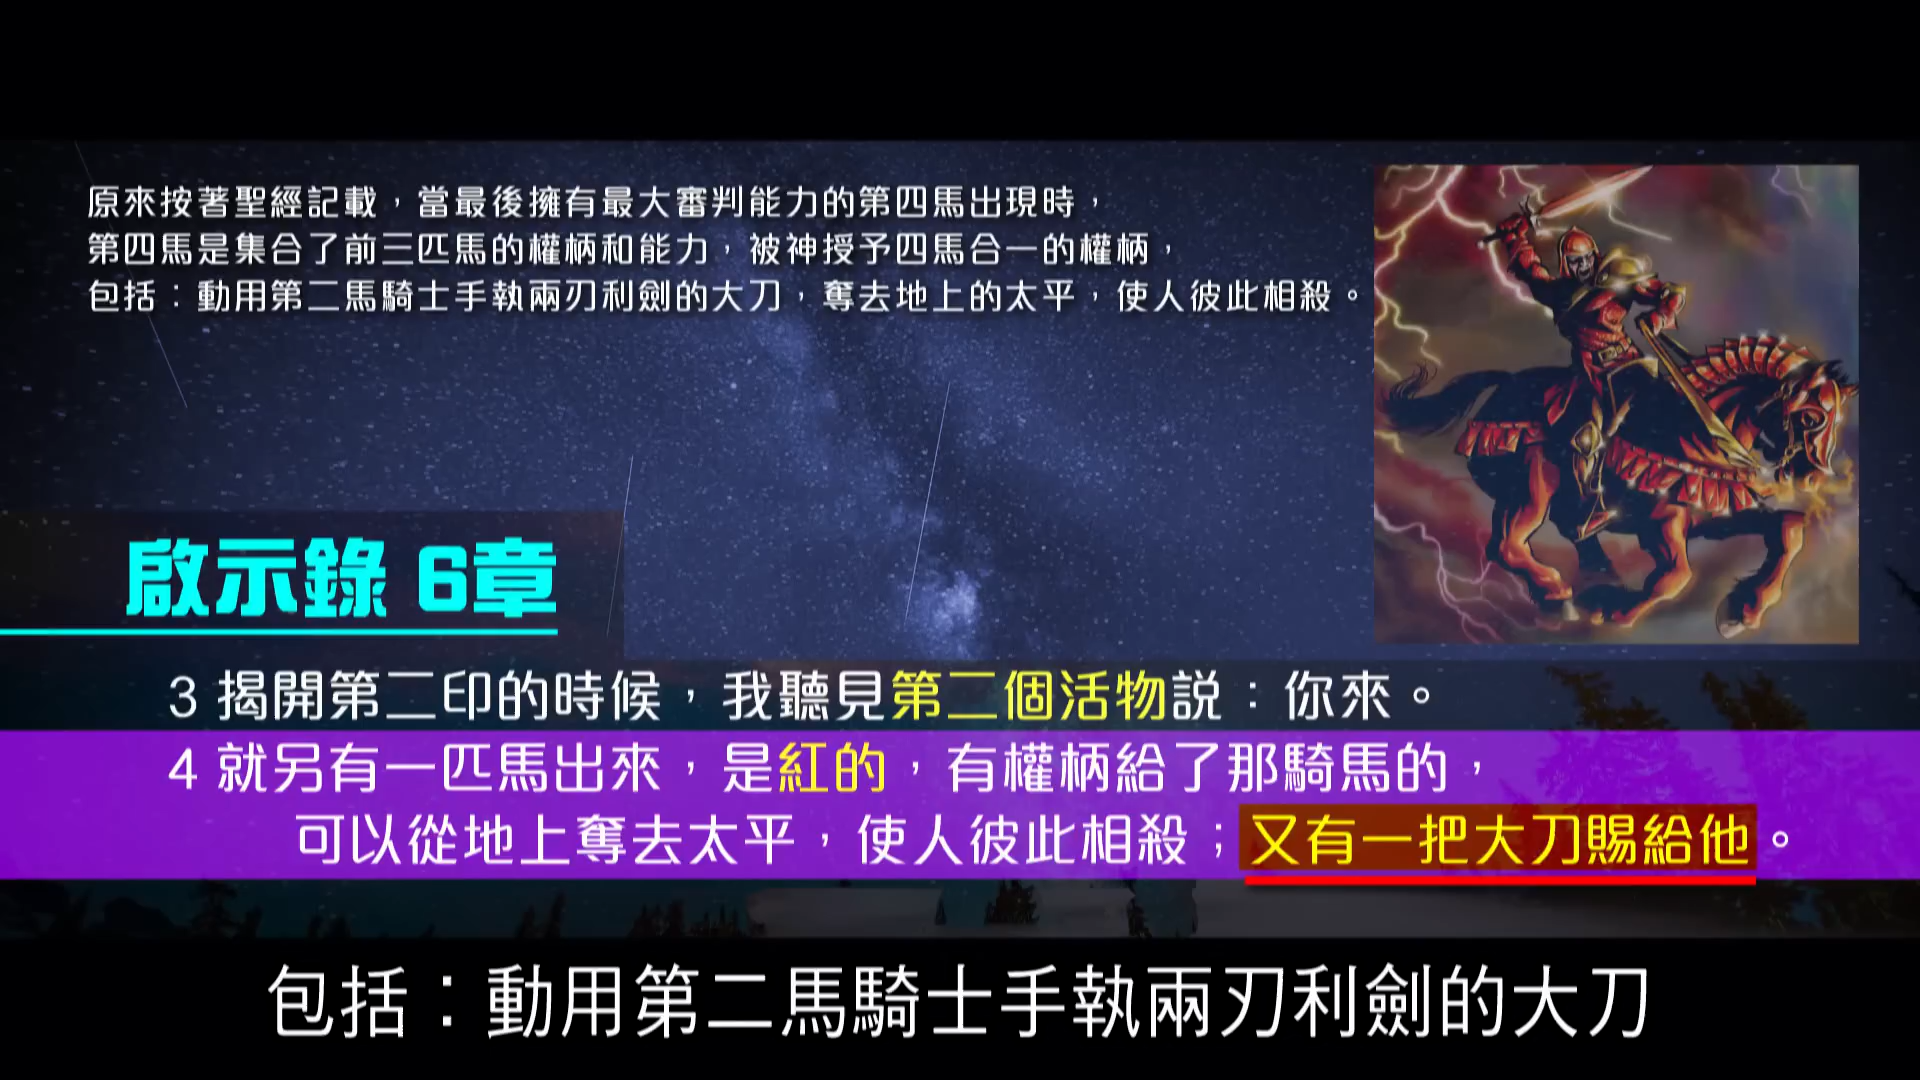 原來按著聖經記載，當最後擁有最大審判能力的第四馬出現時，
第四馬是集合了前三匹馬的權柄和能力，被神授予四馬合一的權柄，
包括：動用第二馬騎士手執兩刃利劍的大刀，奪去地上的太平，使人彼此相殺。
啟示錄 6章
3 揭開第二印的時候，我聽見第二個活物説：你來。
4 就另有一匹馬出來，是紅的，有權柄給了那騎馬的，
可以從地上奪去太平，使人彼此相殺；又有一把大刀賜給他。
包括：動用第二馬騎士手執兩刃利劍的大刀